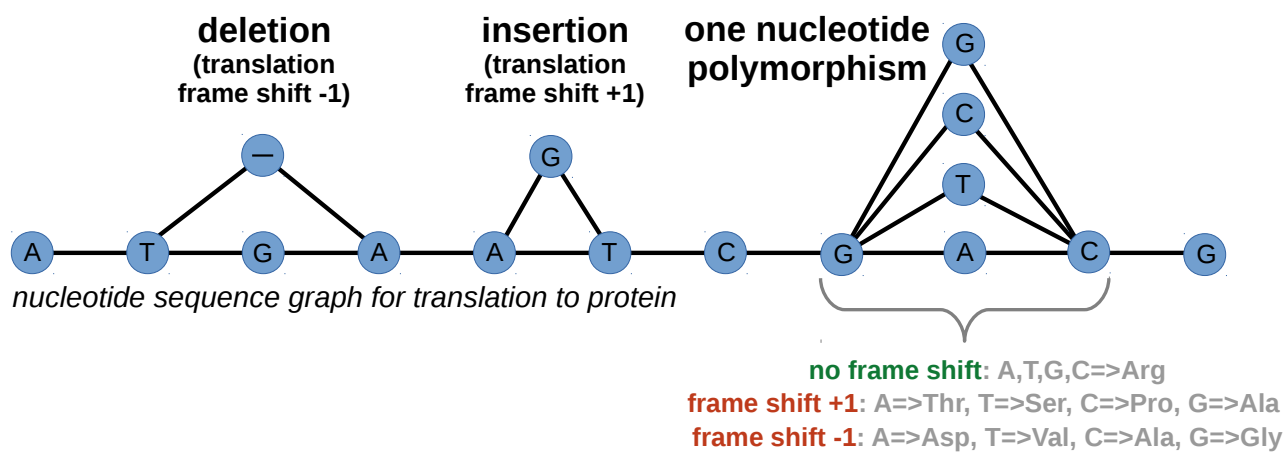 deletion
(translation
frame shift -1)
insertion
(translation
frame shift +1)
one nucleotide
polymorphism
G
C
T
—
G
A T G A A T C G A C G
nucleotide sequence graph for translation to protein
no frame shift: A,T,G,C=>Arg
frame shift +1: A=>Thr, T=>Ser, C=>Pro, G=>Ala
frame shift -1: A=>Asp, T=>Val, C=>Ala, G=>Gly